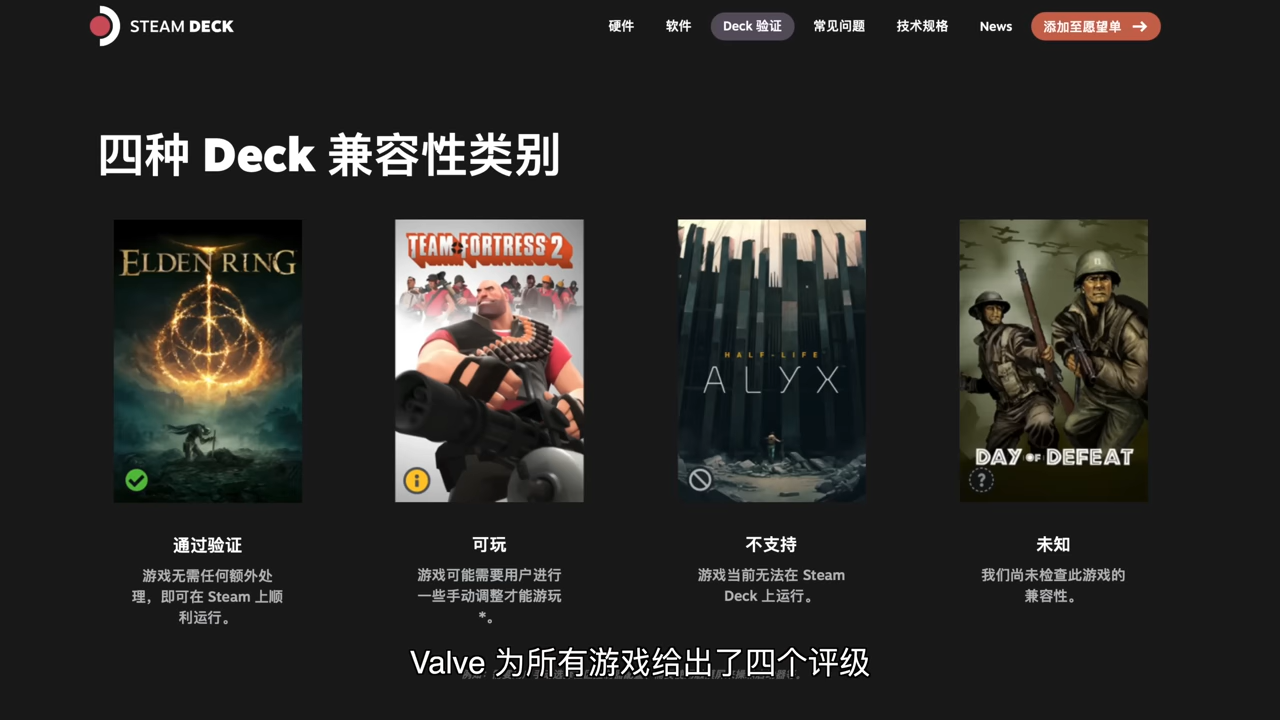 STEAM DECK
硬件 软件 Deck 验证 常见问题 技术规格 News 添加至愿望单
四种 Deck 兼容性类别
ELDEN RING
TEAM FORTRESS 2
HALF-LIFE
ALYX
DAY OF DEFEAT
通过验证
游戏无需任何额外处
理，即可在 Steam 上顺
利运行。
可玩
游戏可能需要用户进行
一些手动调整才能游玩
*。
不支持
游戏当前无法在 Steam
Deck 上运行。
未知
我们尚未检查此游戏的
兼容性。
Valve 为所有游戏给出了四个评级